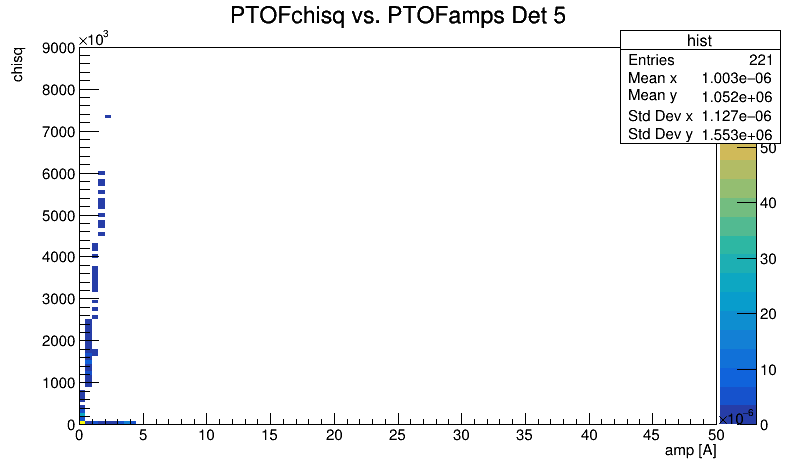 PTOFchisq vs. PTOFamps Det 5
×10³
chisq
9000
8000
7000
6000
5000
4000
3000
2000
1000
0
0 5 10 15 20 25 30 35 40 45 50
×10⁻⁶
amp [A]
hist
Entries 221
Mean x 1.003e−06
Mean y 1.052e+06
Std Dev x 1.127e−06
Std Dev y 1.553e+06
50
40
30
20
10
0